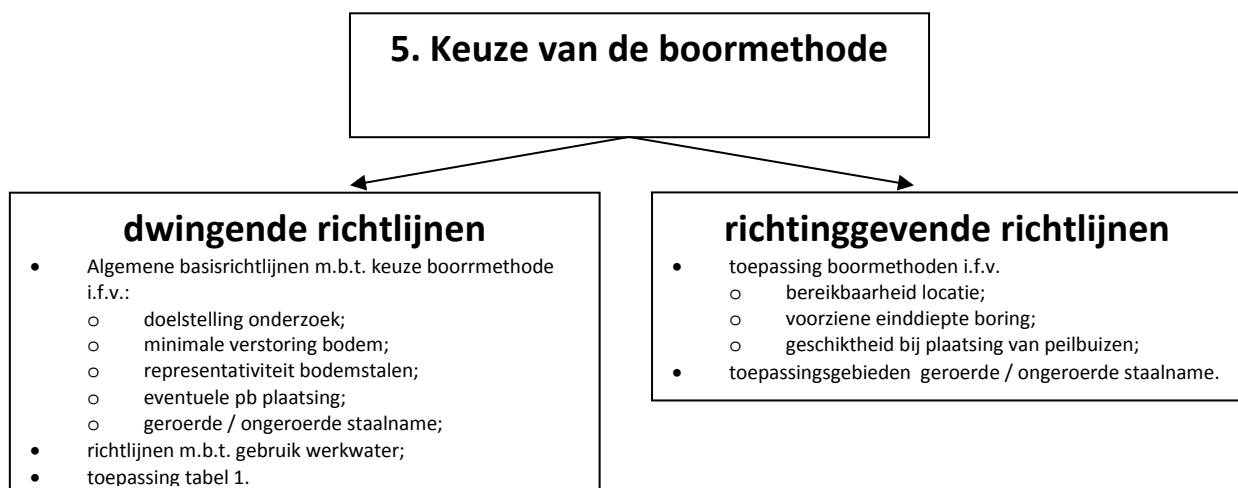 5. Keuze van de boormethode
dwingende richtlijnen
• Algemene basisrichtlijnen m.b.t. keuze boorrmethode
i.f.v.:
o doelstelling onderzoek;
o minimale verstoring bodem;
o representativiteit bodemstalen;
o eventuele pb plaatsing;
o geroerde / ongeroerde staalname;
• richtlijnen m.b.t. gebruik werkwater;
• toepassing tabel 1.
richtinggevende richtlijnen
• toepassing boormethoden i.f.v.
o bereikbaarheid locatie;
o voorziene einddiepte boring;
o geschiktheid bij plaatsing van peilbuizen;
• toepassingsgebieden geroerde / ongeroerde staalname.